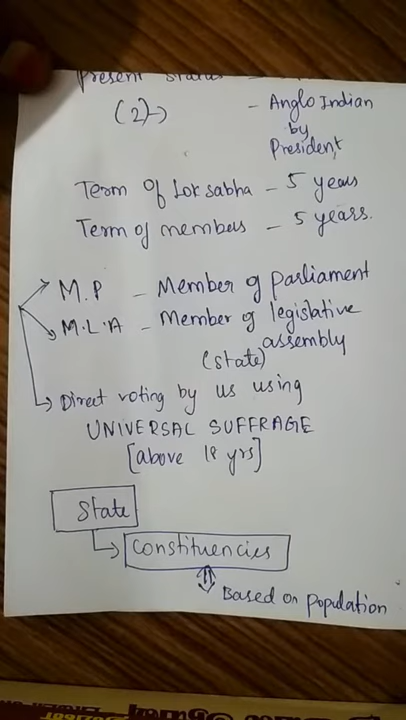 Present Status -
(2)→ - Anglo Indian
by
President,
Term of Lok sabha - 5 years
Term of members - 5 years.
M.P - Member of parliament
M.L.A - Member of legislative
assembly
(state)
Direct voting by us using
UNIVERSAL SUFFRAGE
[above 18 yrs]
State
Constituencies
Based on population